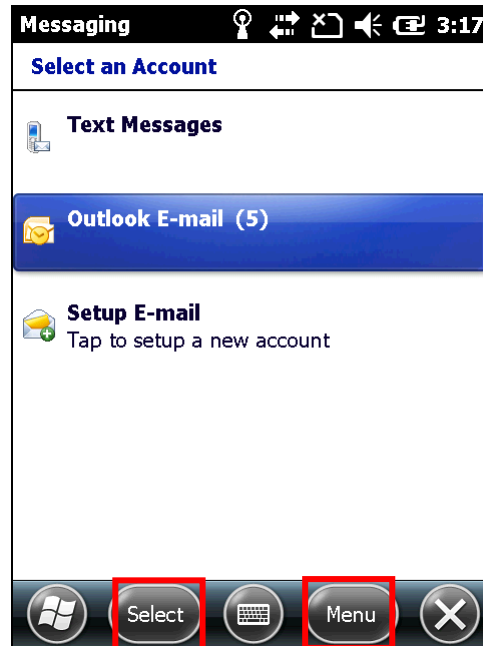 Messaging 3:17
Select an Account
Text Messages
Outlook E-mail (5)
Setup E-mail
Tap to setup a new account
Select Menu